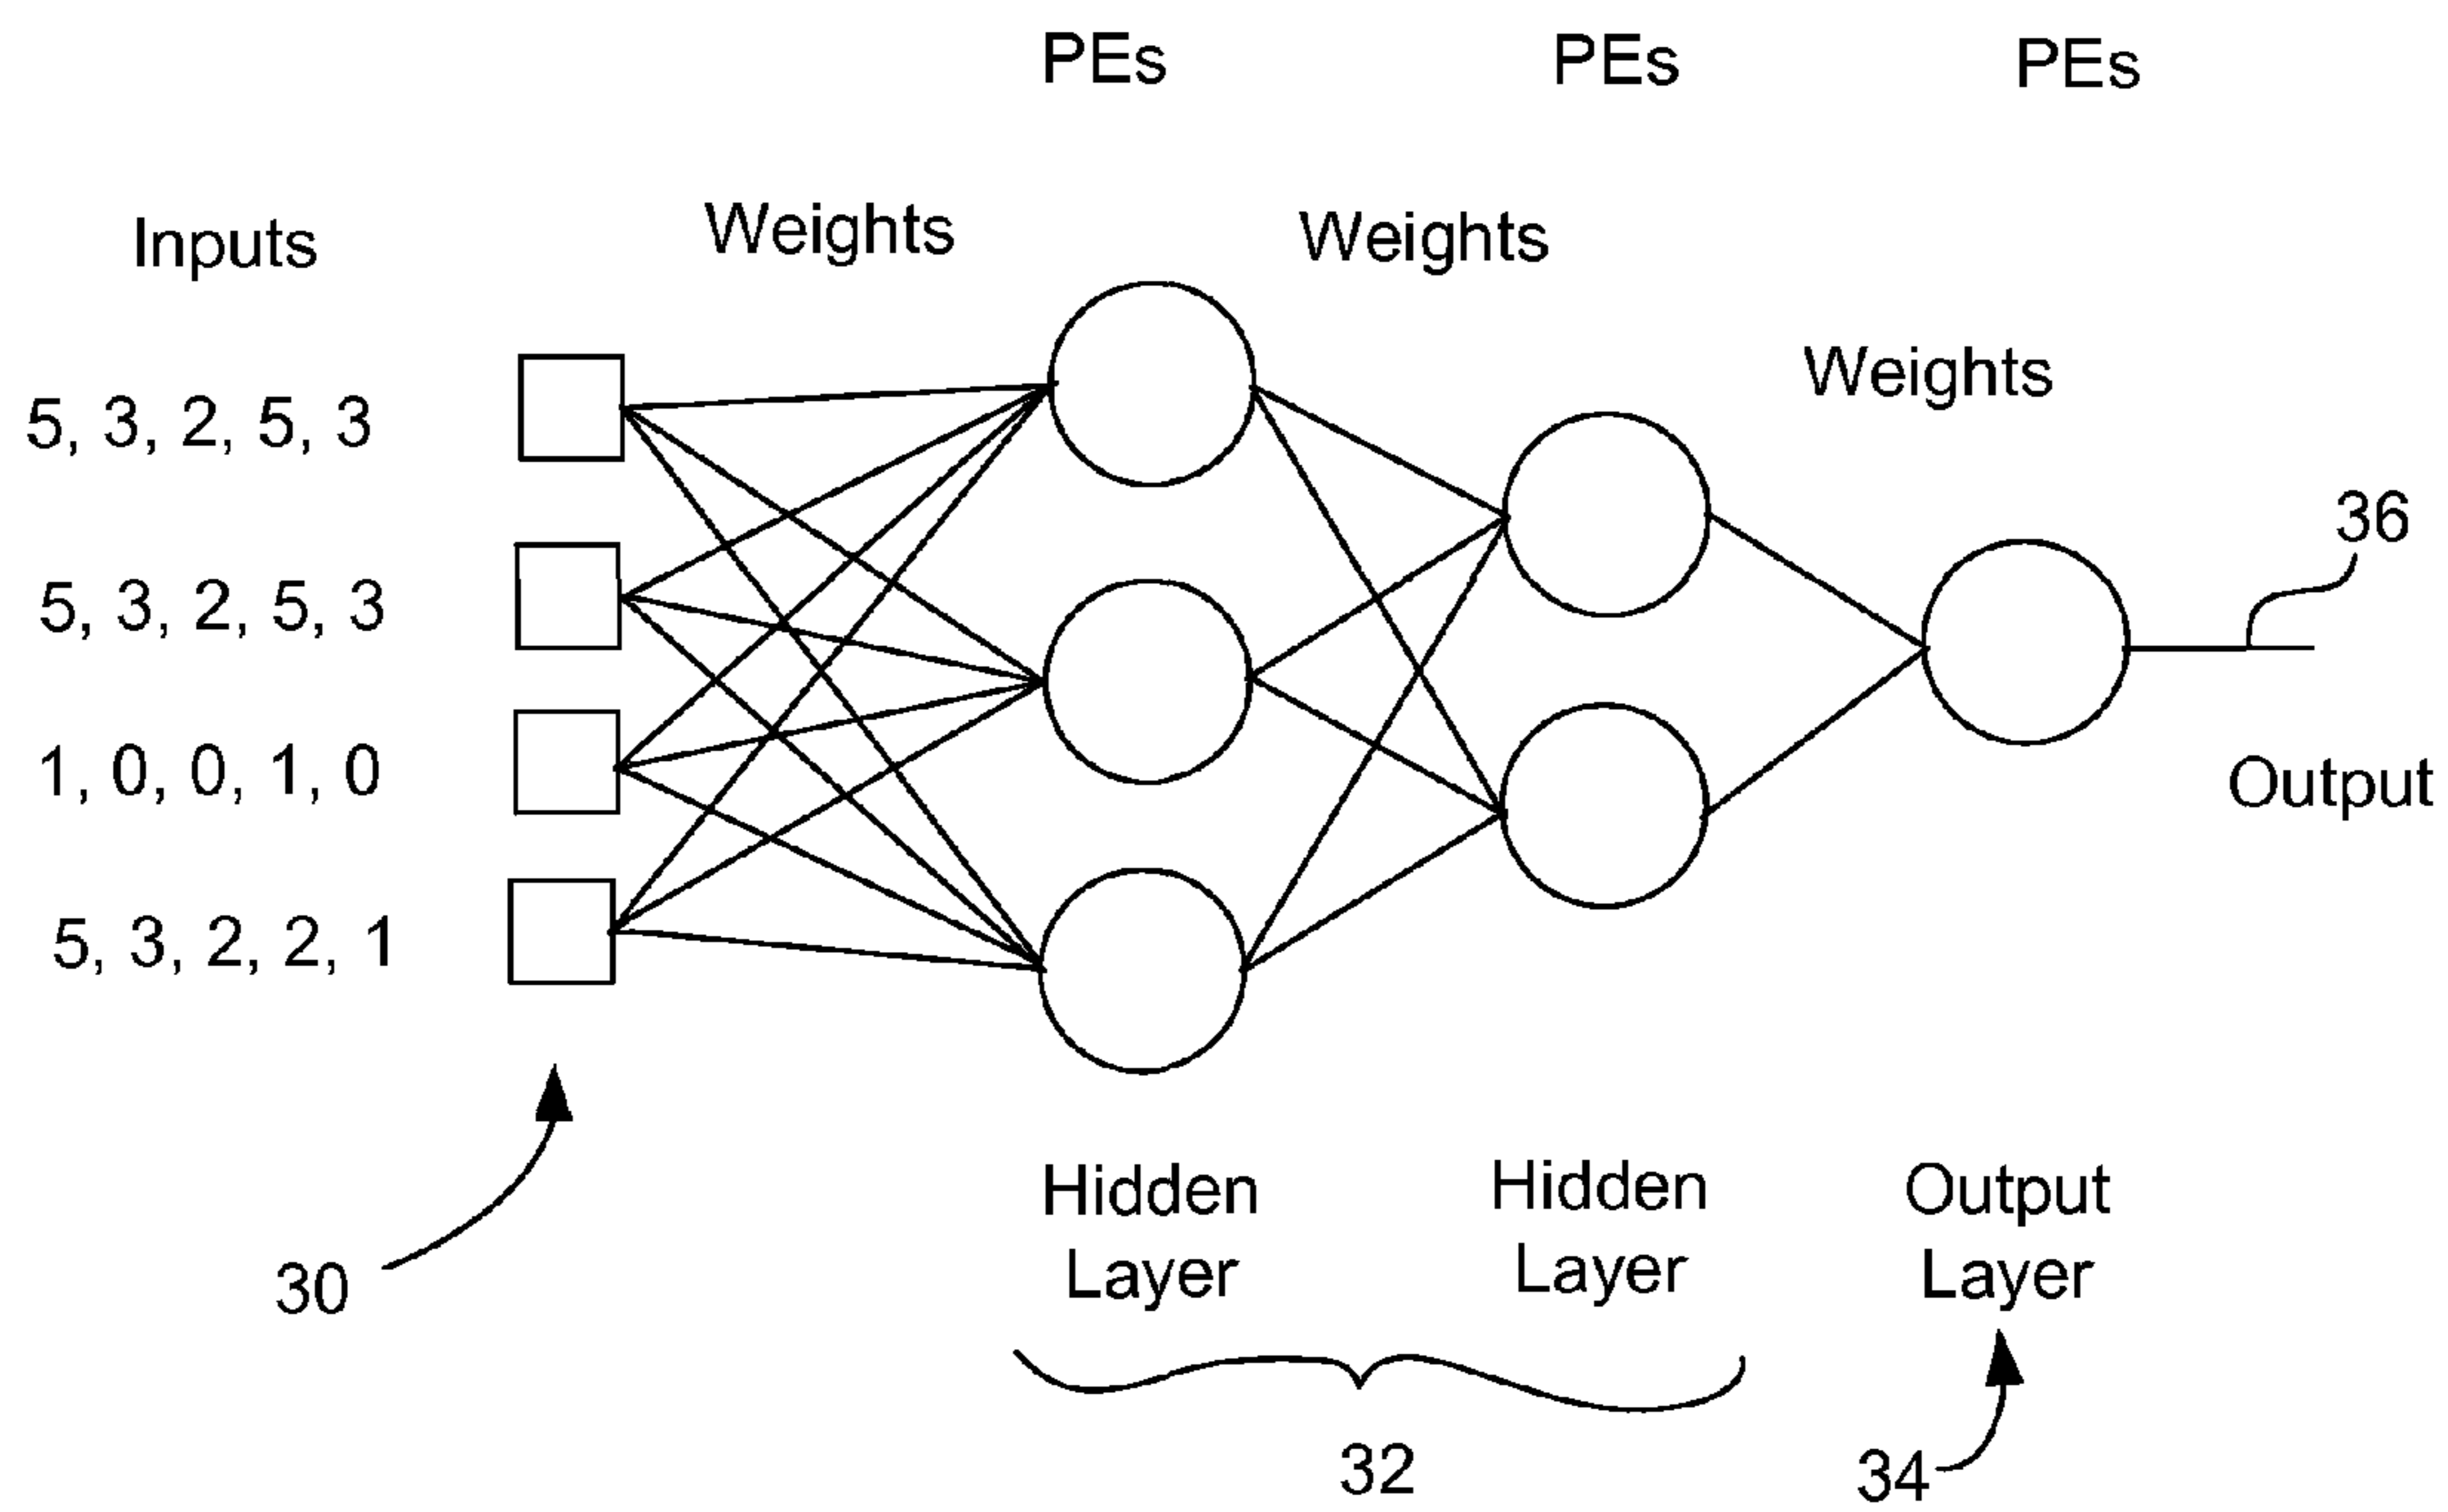 PEs
PEs
PEs
Inputs
Weights
Weights
Weights
5, 3, 2, 5, 3
5, 3, 2, 5, 3
1, 0, 0, 1, 0
5, 3, 2, 2, 1
36
Output
Hidden
Layer
Hidden
Layer
Output
Layer
30
32
34